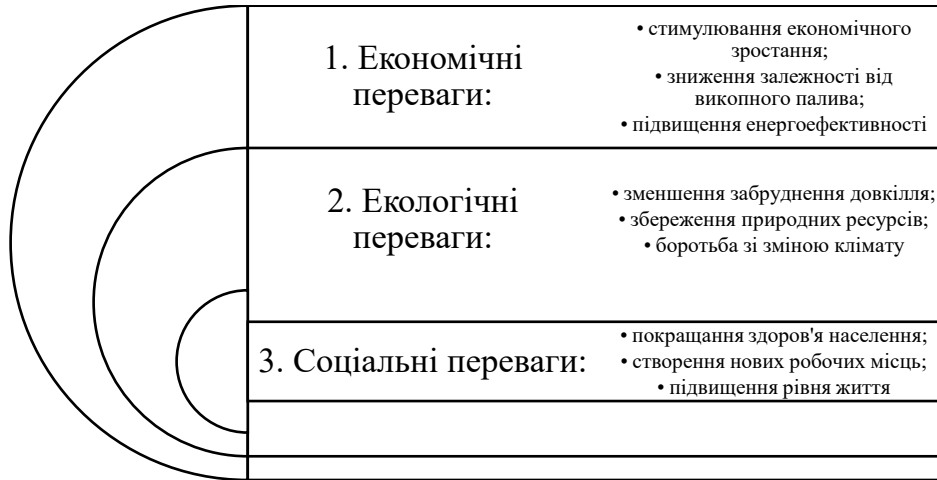 1. Економічні
переваги:
• стимулювання економічного
зростання;
• зниження залежності від
викопного палива;
• підвищення енергоефективності
2. Екологічні
переваги:
• зменшення забруднення довкілля;
• збереження природних ресурсів;
• боротьба зі зміною клімату
3. Соціальні переваги:
• покращання здоров'я населення;
• створення нових робочих місць;
• підвищення рівня життя